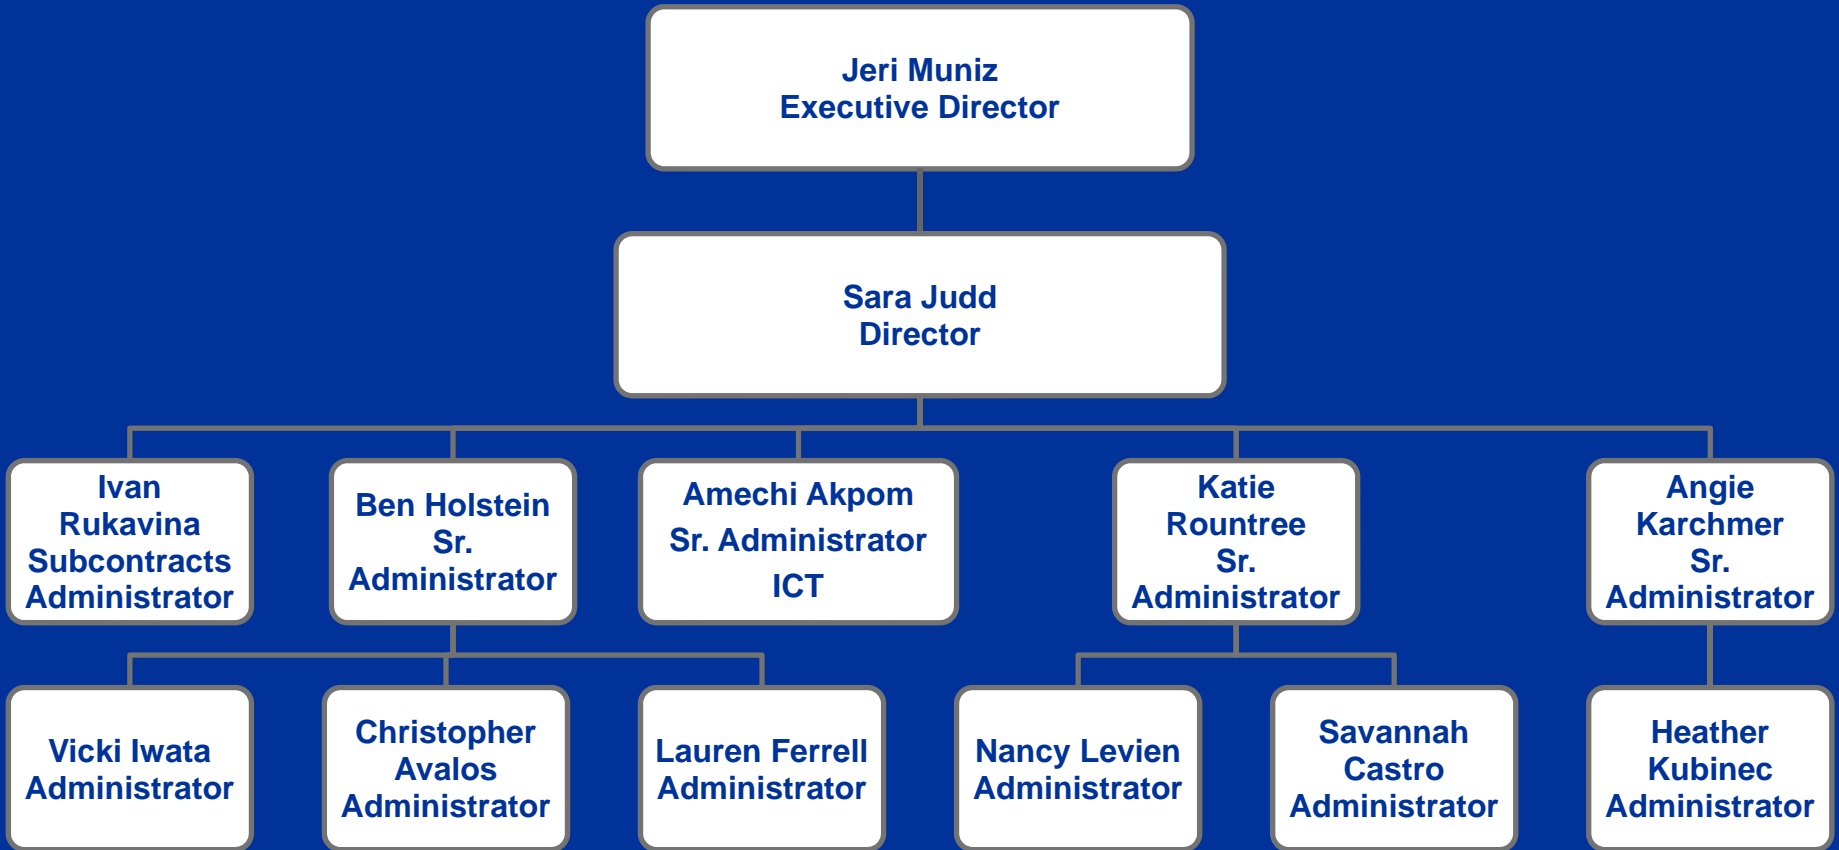 Jeri Muniz
Executive Director
Sara Judd
Director
Ivan
Rukavina
Subcontracts
Administrator
Ben Holstein
Sr.
Administrator
Amechi Akpom
Sr. Administrator
ICT
Katie
Rountree
Sr.
Administrator
Angie
Karchmer
Sr.
Administrator
Vicki Iwata
Administrator
Christopher
Avalos
Administrator
Lauren Ferrell
Administrator
Nancy Levien
Administrator
Savannah
Castro
Administrator
Heather
Kubinec
Administrator